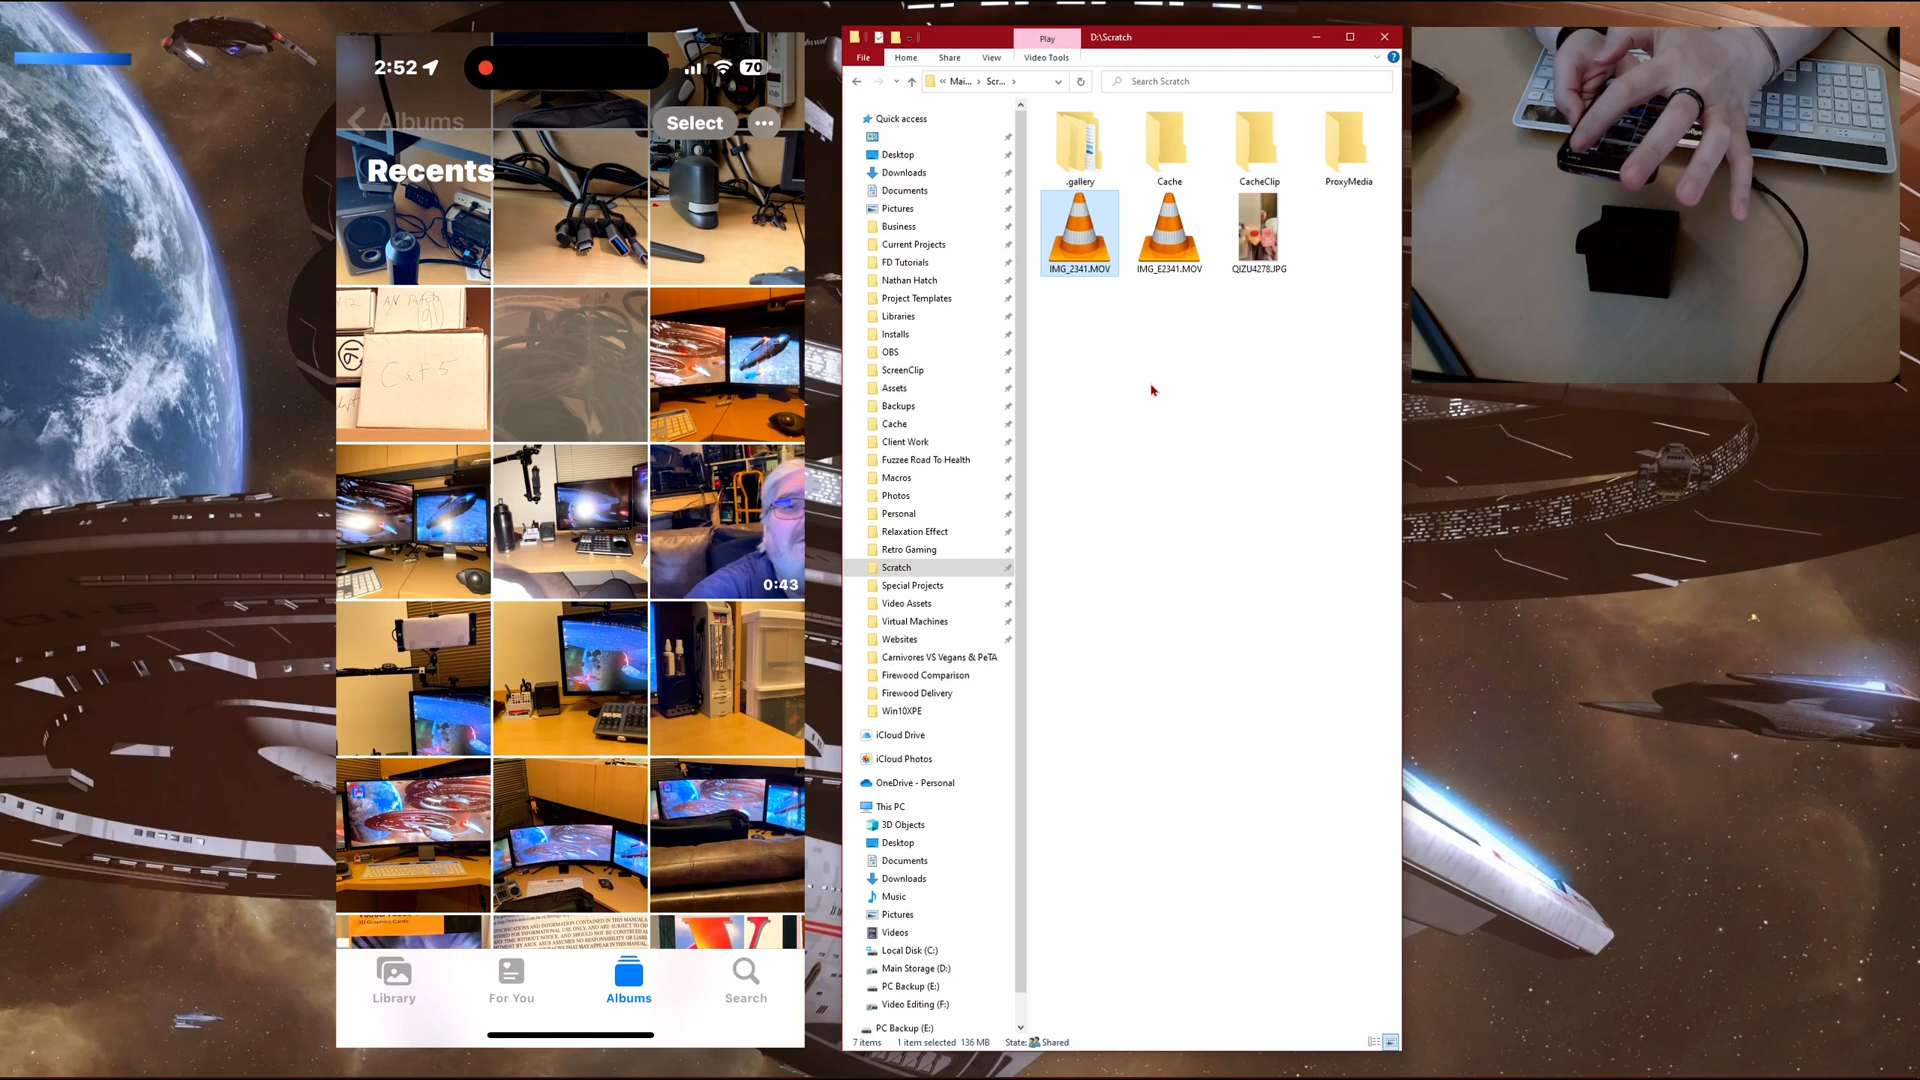 2:52
70
Albums
Select
Recents
Cat 5
0:43
3D Graphics Cards.
Library
For You
Albums
Search
Play
D:\Scratch
File
Home
Share
View
Video Tools
Mai...
Scr...
Search Scratch
Quick access
Desktop
Downloads
Documents
Pictures
Business
Current Projects
FD Tutorials
Nathan Hatch
Project Templates
Libraries
Installs
OBS
ScreenClip
Assets
Backups
Cache
Client Work
Fuzzee Road To Health
Macros
Photos
Personal
Relaxation Effect
Retro Gaming
Scratch
Special Projects
Video Assets
Virtual Machines
Websites
Carnivores VS Vegans & PeTA
Firewood Comparison
Firewood Delivery
Win10XPE
iCloud Drive
iCloud Photos
OneDrive - Personal
This PC
3D Objects
Desktop
Documents
Downloads
Music
Pictures
Videos
Local Disk (C:)
Main Storage (D:)
PC Backup (E:)
Video Editing (F:)
PC Backup (E:)
.gallery
Cache
CacheClip
ProxyMedia
IMG_2341.MOV
IMG_E2341.MOV
QIZU4278.JPG
7 items
1 item selected 136 MB
State: Shared